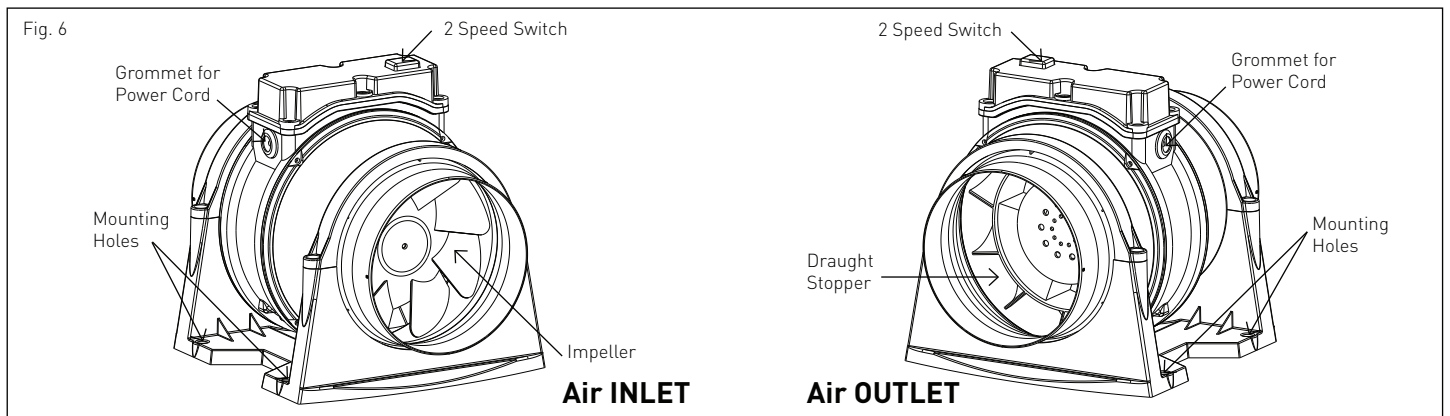 Fig. 6
2 Speed Switch
Grommet for
Power Cord
Mounting
Holes
Impeller
Air INLET
2 Speed Switch
Grommet for
Power Cord
Mounting
Holes
Draught
Stopper
Air OUTLET